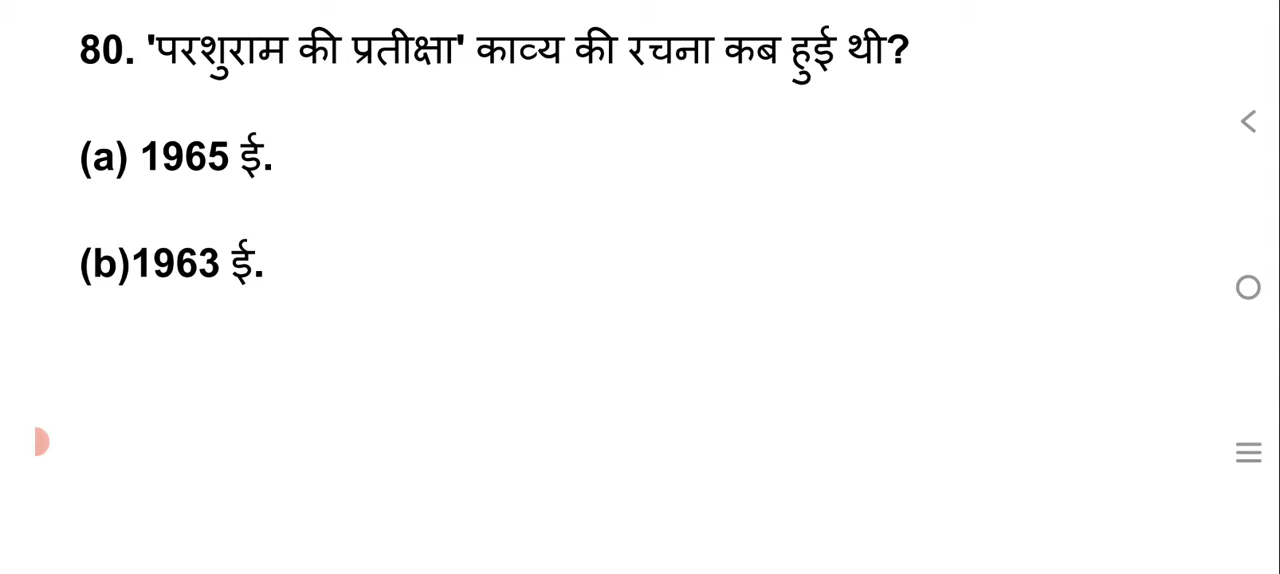 80. 'परशुराम की प्रतीक्षा' काव्य की रचना कब हुई थी?
(a) 1965 ई.
(b)1963 ई.